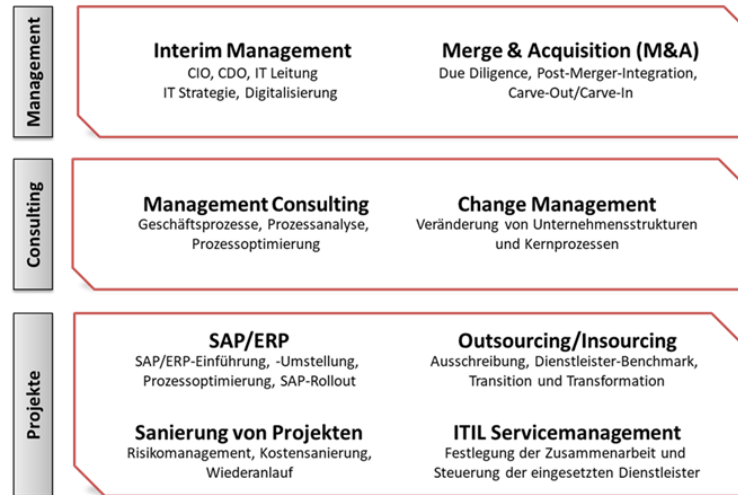 Management
Interim Management
CIO, CDO, IT Leitung
IT Strategie, Digitalisierung
Merge & Acquisition (M&A)
Due Diligence, Post-Merger-Integration,
Carve-Out/Carve-In
Consulting
Management Consulting
Geschäftsprozesse, Prozessanalyse,
Prozessoptimierung
Change Management
Veränderung von Unternehmensstrukturen
und Kernprozessen
Projekte
SAP/ERP
SAP/ERP-Einführung, -Umstellung,
Prozessoptimierung, SAP-Rollout
Outsourcing/Insourcing
Ausschreibung, Dienstleister-Benchmark,
Transition und Transformation
Sanierung von Projekten
Risikomanagement, Kostensanierung,
Wiederanlauf
ITIL Servicemanagement
Festlegung der Zusammenarbeit und
Steuerung der eingesetzten Dienstleister